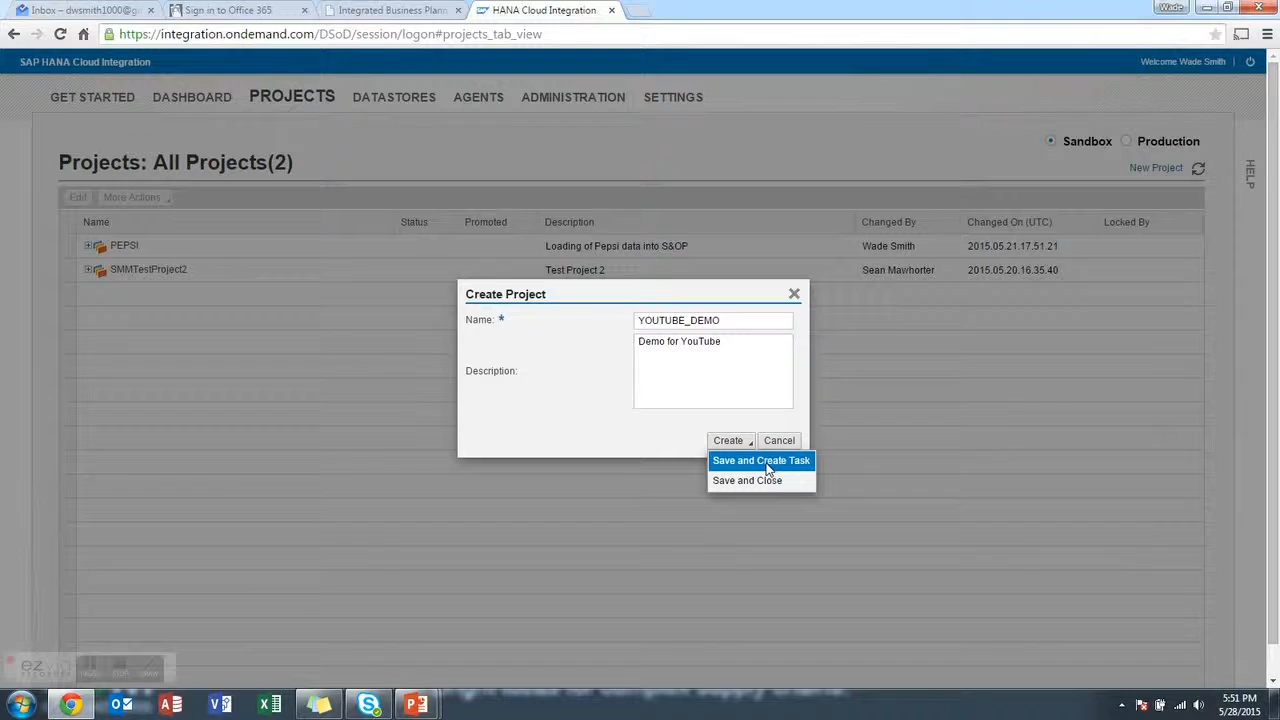 Inbox – dwsmith1000@g
Sign in to Office 365
Integrated Business Plann
HANA Cloud Integration
Wade
https://integration.ondemand.com/DSoD/session/logon#projects_tab_view
SAP HANA Cloud Integration
Welcome Wade Smith
GET STARTED DASHBOARD PROJECTS DATASTORES AGENTS ADMINISTRATION SETTINGS
Sandbox Production
Projects: All Projects(2)
New Project
HELP
Edit More Actions
Name Status Promoted Description Changed By Changed On (UTC) Locked By
PEPSI Loading of Pepsi data into S&OP Wade Smith 2015.05.21.17.51.21
SMMTestProject2 Test Project 2 Sean Mawhorter 2015.05.20.16.35.40
Create Project
Name: * YOUTUBE_DEMO
Demo for YouTube
Description:
Create Cancel
Save and Create Task
Save and Close
5:51 PM
5/28/2015